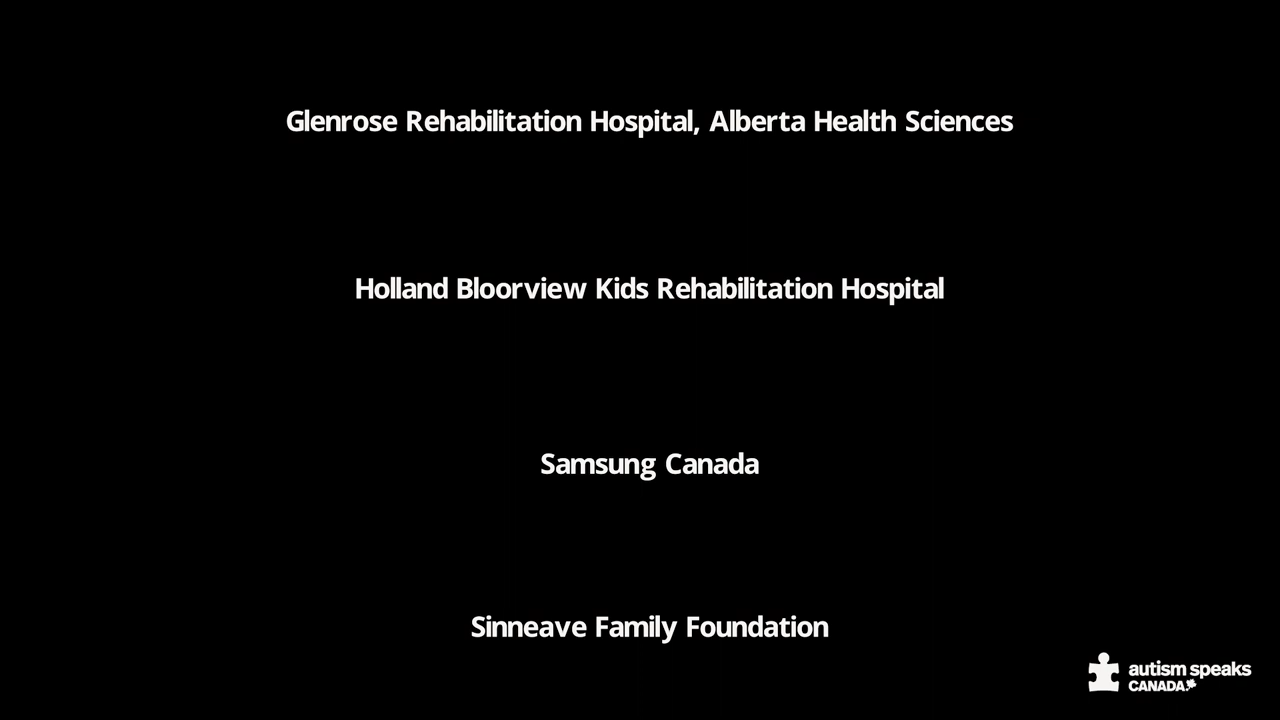 Glenrose Rehabilitation Hospital, Alberta Health Sciences
Holland Bloorview Kids Rehabilitation Hospital
Samsung Canada
Sinneave Family Foundation
autism speaks
CANADA